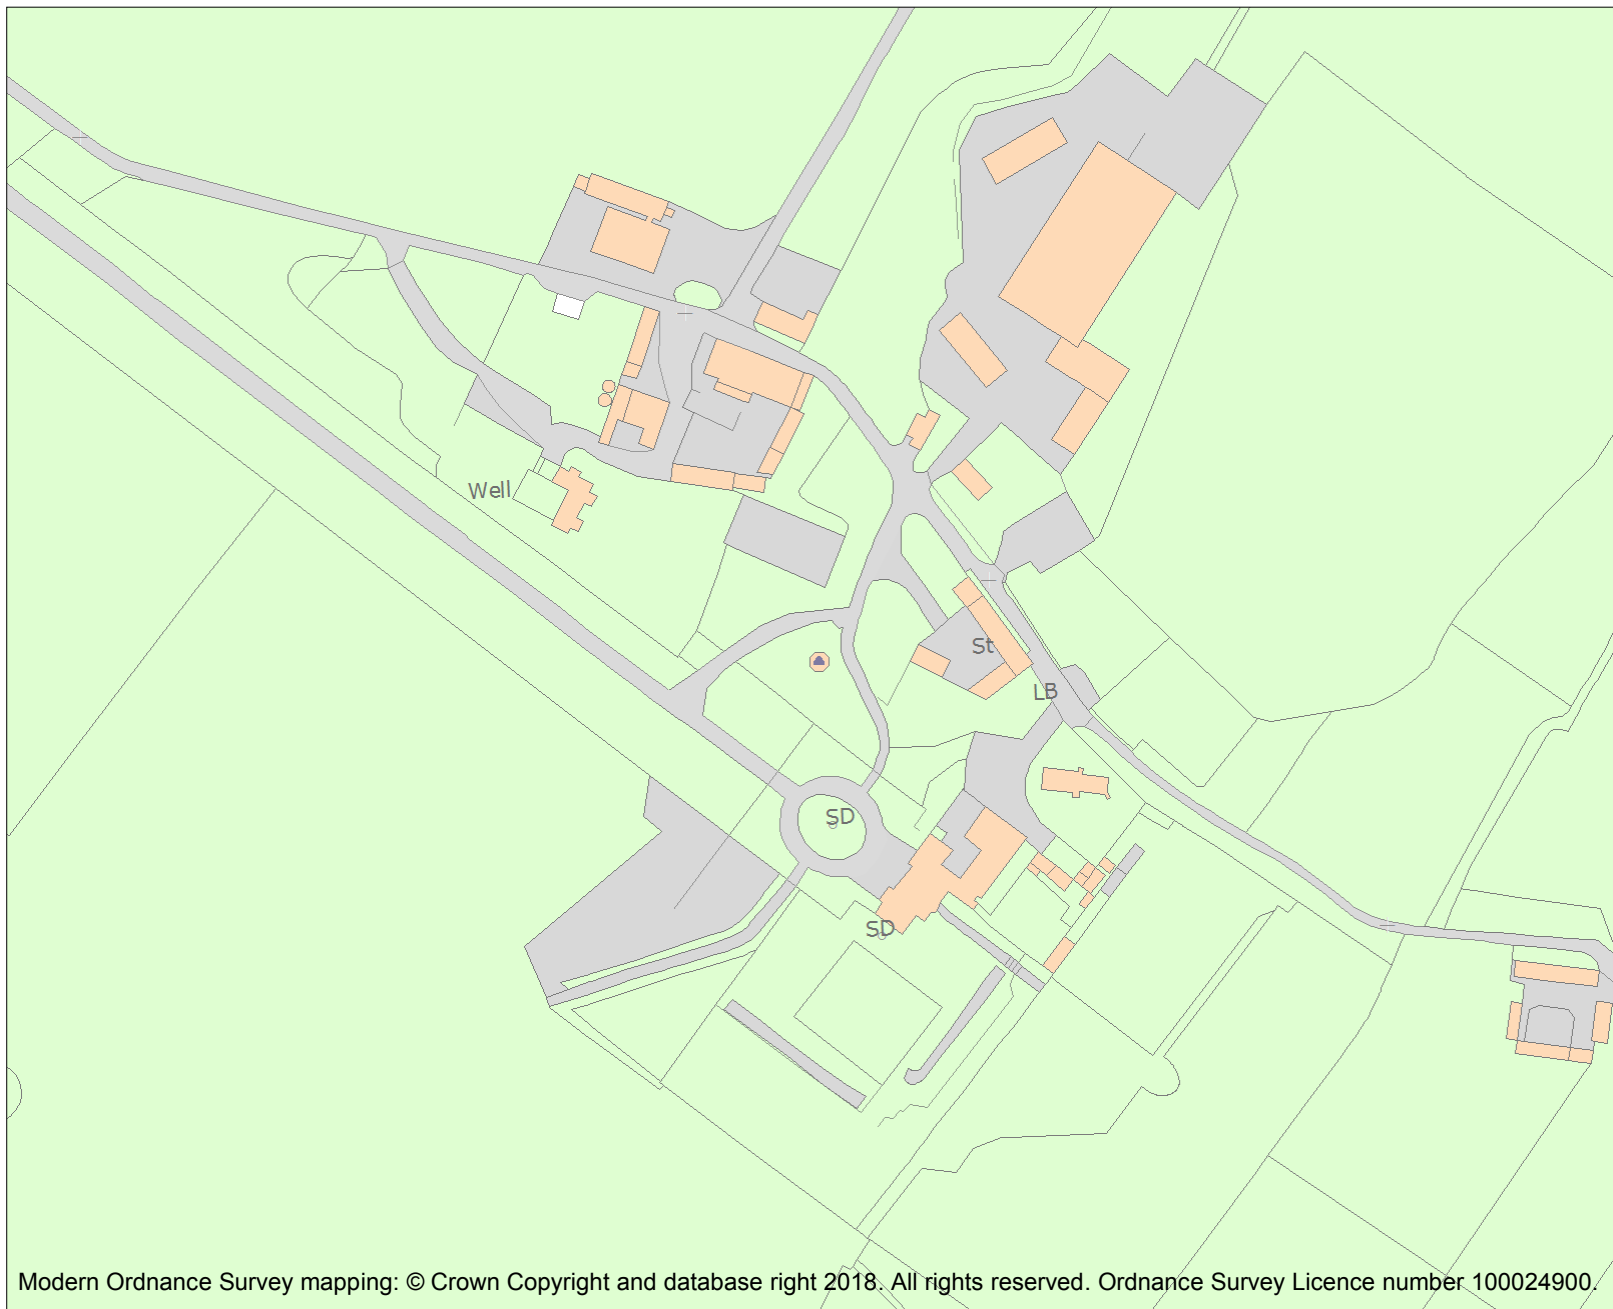 Well
St
LB
SD
SD
Modern Ordnance Survey mapping: © Crown Copyright and database right 2018. All rights reserved. Ordnance Survey Licence number 100024900.